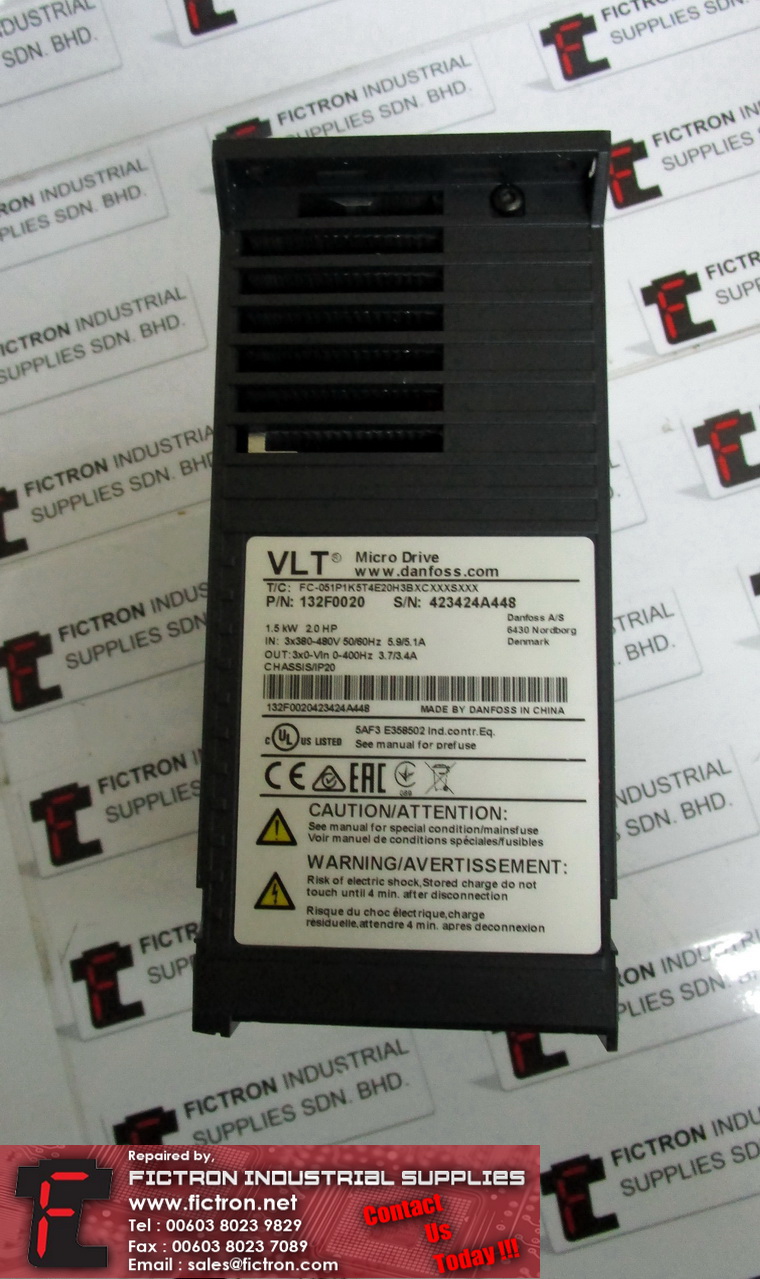 FICTRON INDUSTRIAL
SUPPLIES SDN. BHD.
VLT® Micro Drive
www.danfoss.com
T/C: FC-051P1K5T4E20H3BXCXXXSXXX
P/N: 132F0020 S/N: 423424A448
1.5 kW 2.0 HP
IN: 3x380-480V 50/60Hz 5.9/5.1A
OUT:3x0-Vin 0-400Hz 3.7/3.4A
CHASSIS/IP20
Danfoss A/S
6430 Nordborg
Denmark
132F0020423424A448 MADE BY DANFOSS IN CHINA
c UL US LISTED
5AF3 E358502 Ind.contr.Eq.
See manual for prefuse
CE EAC
CAUTION/ATTENTION:
See manual for special condition/mainsfuse
Voir manuel de conditions spéciales/fusibles
WARNING/AVERTISSEMENT:
Risk of electric shock,Stored charge do not
touch until 4 min. after disconnection
Risque du choc électrique,charge
résiduelle,attendre 4 min. apres deconnexion
Repaired by,
FICTRON INDUSTRIAL SUPPLIES
www.fictron.net
Tel : 00603 8023 9829
Fax : 00603 8023 7089
Email : sales@fictron.com
Contact
Us
Today !!!